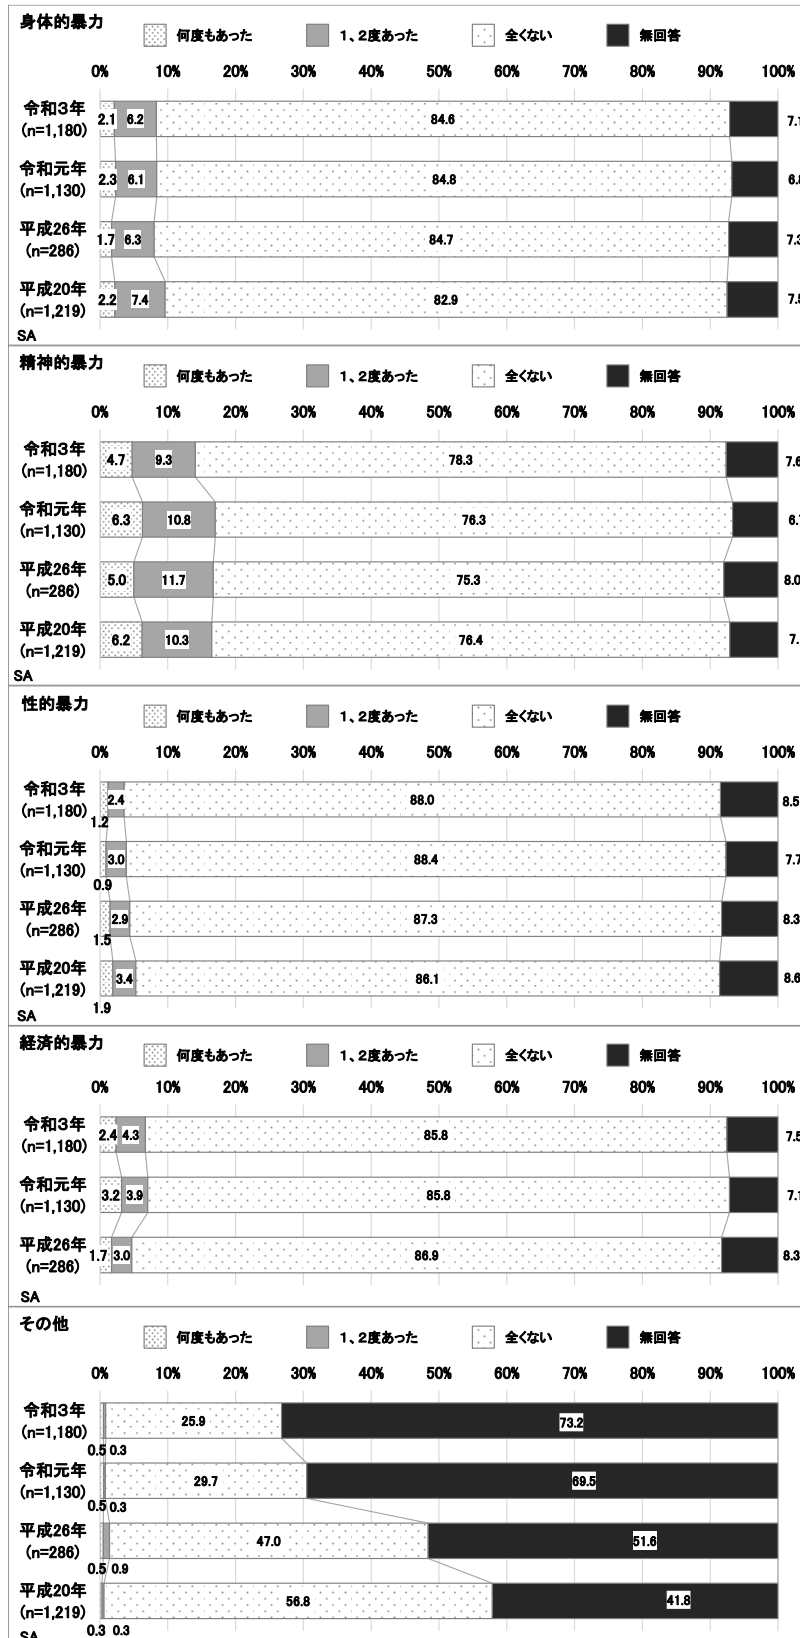 身体的暴力
何度もあった 1、2度あった 全くない 無回答
0% 10% 20% 30% 40% 50% 60% 70% 80% 90% 100%
令和3年
(n=1,180)
2.1 6.2 84.6 7.1
令和元年
(n=1,130)
2.3 6.1 84.8 6.8
平成26年
(n=286)
1.7 6.3 84.7 7.3
平成20年
(n=1,219)
2.2 7.4 82.9 7.5
SA
精神的暴力
何度もあった 1、2度あった 全くない 無回答
0% 10% 20% 30% 40% 50% 60% 70% 80% 90% 100%
令和3年
(n=1,180)
4.7 9.3 78.3 7.6
令和元年
(n=1,130)
6.3 10.8 76.3
平成26年
(n=286)
5.0 11.7 75.3 8.0
平成20年
(n=1,219)
6.2 10.3 76.4
SA
性的暴力
何度もあった 1、2度あった 全くない 無回答
0% 10% 20% 30% 40% 50% 60% 70% 80% 90% 100%
令和3年
(n=1,180)
1.2 2.4 88.0 8.5
令和元年
(n=1,130)
0.9 3.0 88.4 7.7
平成26年
(n=286)
1.5 2.9 87.3 8.3
平成20年
(n=1,219)
1.9 3.4 86.1 8.6
SA
経済的暴力
何度もあった 1、2度あった 全くない 無回答
0% 10% 20% 30% 40% 50% 60% 70% 80% 90% 100%
令和3年
(n=1,180)
2.4 4.3 85.8 7.5
令和元年
(n=1,130)
3.2 3.9 85.8 7.1
平成26年
(n=286)
1.7 3.0 86.9 8.3
SA
その他
何度もあった 1、2度あった 全くない 無回答
0% 10% 20% 30% 40% 50% 60% 70% 80% 90% 100%
令和3年
(n=1,180)
0.5 0.3 25.9 73.2
令和元年
(n=1,130)
0.5 0.3 29.7 69.5
平成26年
(n=286)
0.5 0.9 47.0 51.6
平成20年
(n=1,219)
0.3 0.3 56.8 41.8
SA